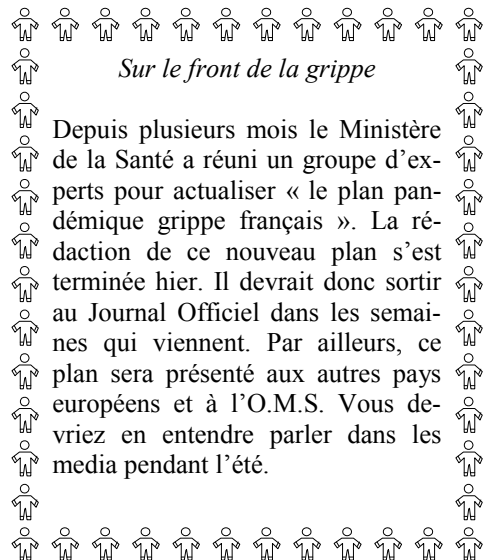 Sur le front de la grippe
Depuis plusieurs mois le Ministère
de la Santé a réuni un groupe d'ex-
perts pour actualiser « le plan pan-
démique grippe français ». La ré-
daction de ce nouveau plan s'est
terminée hier. Il devrait donc sortir
au Journal Officiel dans les semai-
nes qui viennent. Par ailleurs, ce
plan sera présenté aux autres pays
européens et à l'O.M.S. Vous de-
vriez en entendre parler dans les
media pendant l'été.